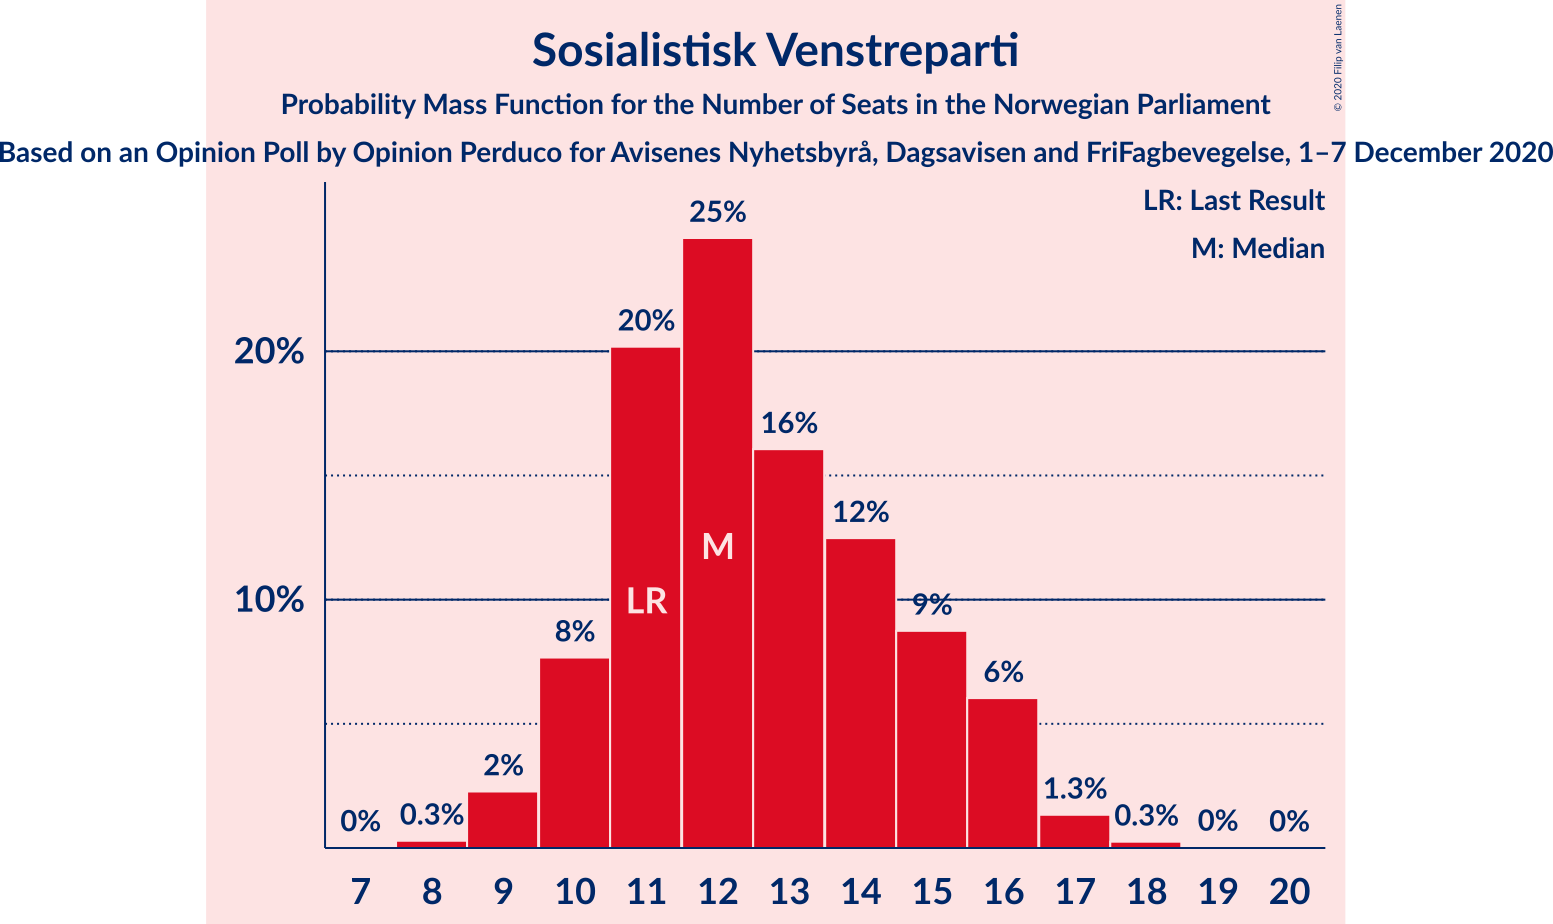 Sosialistisk Venstreparti
Probability Mass Function for the Number of Seats in the Norwegian Parliament
Based on an Opinion Poll by Opinion Perduco for Avisenes Nyhetsbyrå, Dagsavisen and FriFagbevegelse, 1–7 December 2020
© 2020 Filip van Laenen
LR: Last Result
M: Median
25%
20%
20%
16%
12%
M
10%
LR
9%
8%
6%
2%
1.3%
0%
0.3%
0.3%
0%
0%
7 8 9 10 11 12 13 14 15 16 17 18 19 20